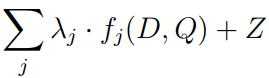 ∑_j λ_j · f_j(D, Q) + Z